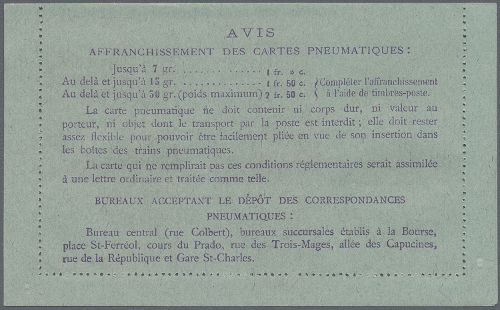 AVIS
AFFRANCHISSEMENT DES CARTES PNEUMATIQUES :
Jusqu'à 7 gr. . . . . . . . . . . . . . . 1 fr. » c.
Au delà et jusqu'à 15 gr. . . . . . . . . . . . . 1 fr. 50 c. Compléter l'affranchissement
Au delà et jusqu'à 30 gr. (poids maximum) 2 fr. 50 c. à l'aide de timbres-poste.
La carte pneumatique ne doit contenir ni corps dur, ni valeur au
porteur, ni objet dont le transport par la poste est interdit ; elle doit rester
assez flexible pour pouvoir être facilement pliée en vue de son insertion dans
les boîtes des trains pneumatiques.
La carte qui ne remplirait pas ces conditions réglementaires serait assimilée
à une lettre ordinaire et traitée comme telle.
BUREAUX ACCEPTANT LE DÉPÔT DES CORRESPONDANCES
PNEUMATIQUES :
Bureau central (rue Colbert), bureaux succursales établis à la Bourse,
place St-Ferréol, cours du Prado, rue des Trois-Mages, allée des Capucines,
rue de la République et Gare St-Charles.